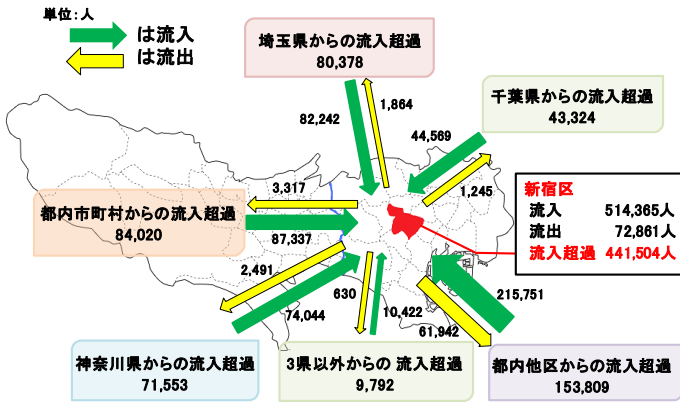 単位：人
は流入
は流出
埼玉県からの流入超過
80,378
82,242
1,864
千葉県からの流入超過
43,324
44,569
1,245
新宿区
流入 514,365人
流出 72,861人
流入超過 441,504人
都内市町村からの流入超過
84,020
3,317
87,337
2,491
74,044
神奈川県からの流入超過
71,553
630
10,422
3県以外からの 流入超過
9,792
215,751
61,942
都内他区からの流入超過
153,809